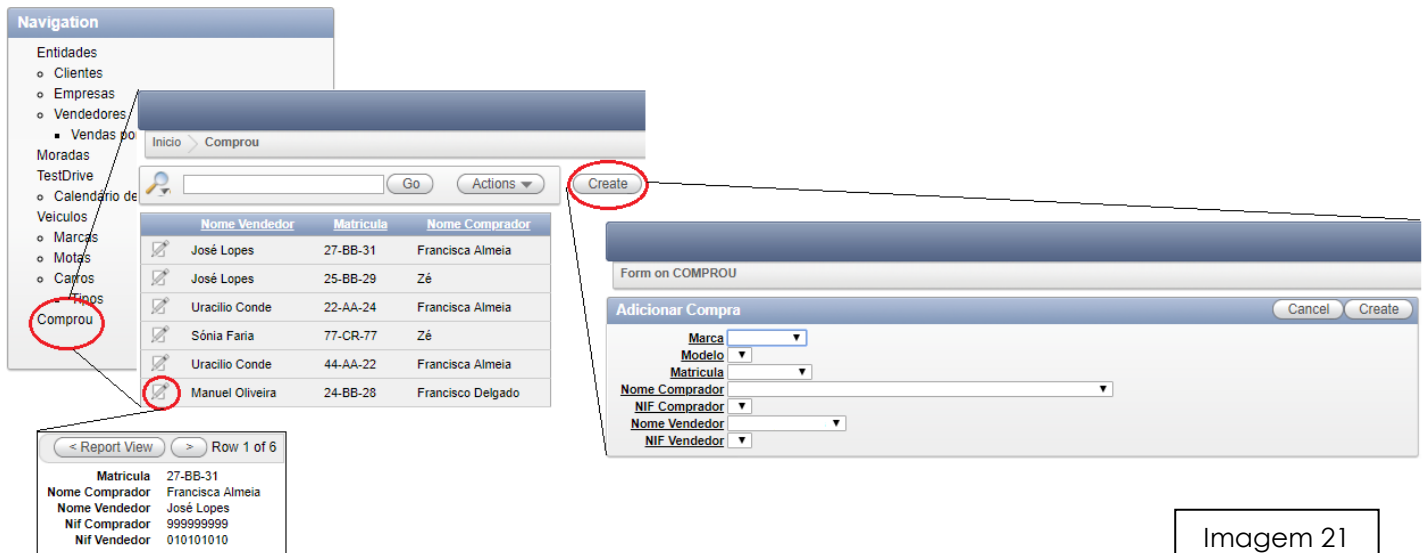 Navigation
Entidades
Clientes
Empresas
Vendedores
Vendas po
Moradas
TestDrive
Calendário de
Veiculos
Marcas
Motas
Carros
Tipos
Comprou
Inicio Comprou
Go Actions Create
Nome Vendedor Matricula Nome Comprador
José Lopes 27-BB-31 Francisca Almeia
José Lopes 25-BB-29 Zé
Uracilio Conde 22-AA-24 Francisca Almeia
Sónia Faria 77-CR-77 Zé
Uracilio Conde 44-AA-22 Francisca Almeia
Manuel Oliveira 24-BB-28 Francisco Delgado
Form on COMPROU
Adicionar Compra Cancel Create
Marca
Modelo
Matricula
Nome Comprador
NIF Comprador
Nome Vendedor
NIF Vendedor
< Report View > Row 1 of 6
Matricula 27-BB-31
Nome Comprador Francisca Almeia
Nome Vendedor José Lopes
Nif Comprador 999999999
Nif Vendedor 010101010
Imagem 21